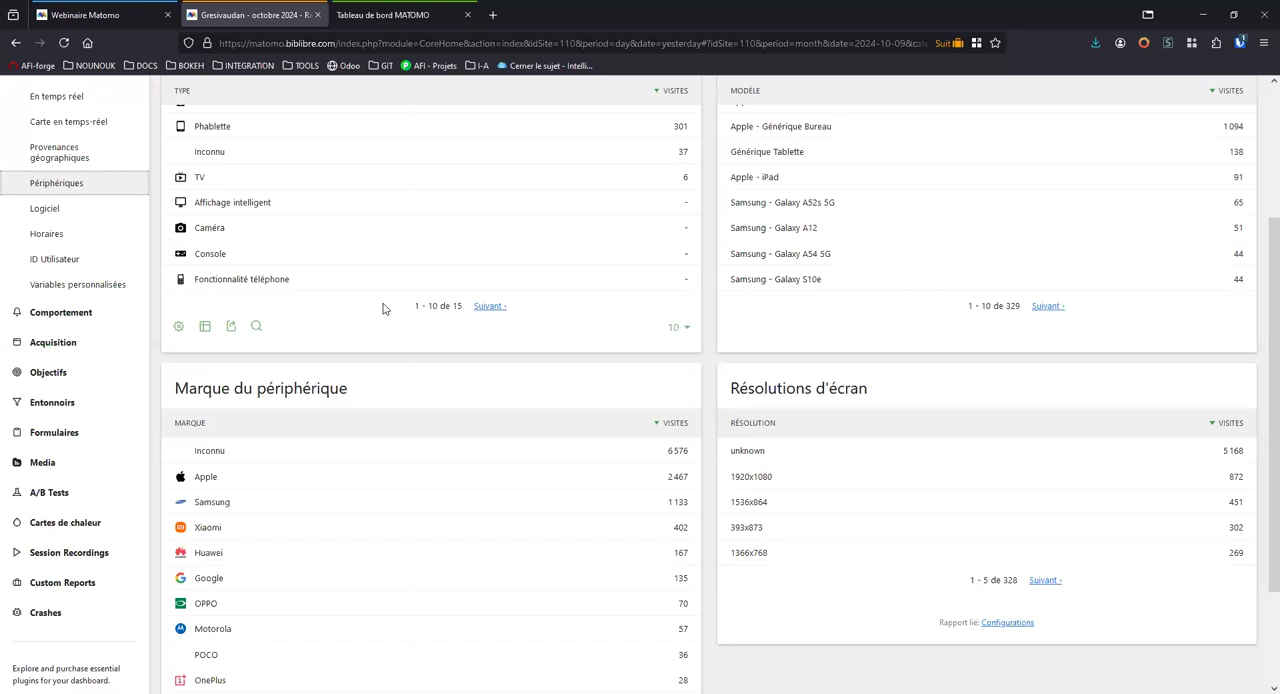 Webinaire Matomo
Gresivaudan - octobre 2024 - Ra
Tableau de bord MATOMO
https://matomo.biblibre.com/index.php?module=CoreHome&action=index&idSite=110&period=day&date=yesterday#?idSite=110&period=month&date=2024-10-09&cate
Suit
AFI-forge
NOUNOUK
DOCS
BOKEH
INTEGRATION
TOOLS
Odoo
GIT
AFI - Projets
I-A
Cerner le sujet - Intelli...
En temps réel
Carte en temps-réel
Provenances
géographiques
Périphériques
Logiciel
Horaires
ID Utilisateur
Variables personnalisées
Comportement
Acquisition
Objectifs
Entonnoirs
Formulaires
Media
A/B Tests
Cartes de chaleur
Session Recordings
Custom Reports
Crashes
Explore and purchase essential
plugins for your dashboard.
TYPE VISITES
Phablette 301
Inconnu 37
TV 6
Affichage intelligent -
Caméra -
Console -
Fonctionnalité téléphone -
1 - 10 de 15 Suivant ›
10
MODÈLE VISITES
Apple - Générique Bureau 1 094
Générique Tablette 138
Apple - iPad 91
Samsung - Galaxy A52s 5G 65
Samsung - Galaxy A12 51
Samsung - Galaxy A54 5G 44
Samsung - Galaxy S10e 44
1 - 10 de 329 Suivant ›
Marque du périphérique
MARQUE VISITES
Inconnu 6 576
Apple 2 467
Samsung 1 133
Xiaomi 402
Huawei 167
Google 135
OPPO 70
Motorola 57
POCO 36
OnePlus 28
Résolutions d'écran
RÉSOLUTION VISITES
unknown 5 168
1920x1080 872
1536x864 451
393x873 302
1366x768 269
1 - 5 de 328 Suivant ›
Rapport lié: Configurations